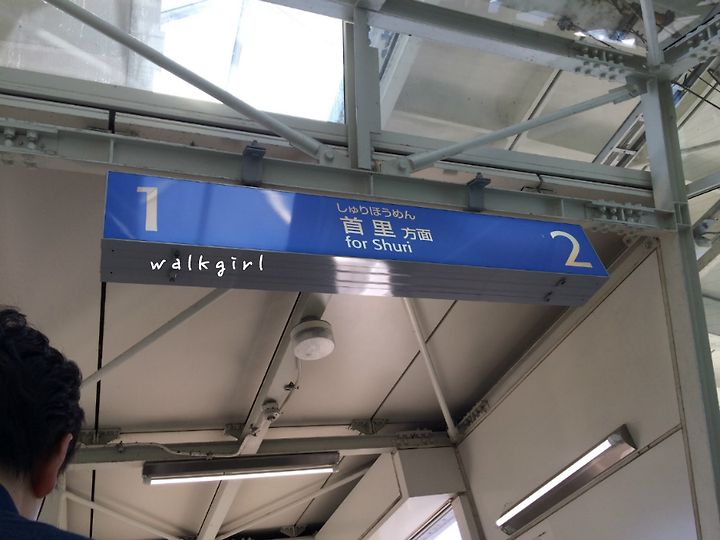 1
しゅりほうめん
首里方面
for Shuri
2
walkgirl